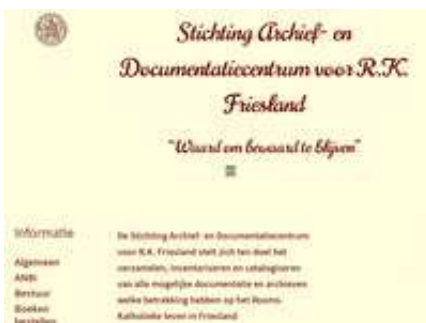 Stichting Archief- en
Documentatiecentrum voor R.K.
Friesland
"Waard om bewaard te blijven"
Informatie
Algemeen
ANBI
Bestuur
Boeken
bestellen
De Stichting Archief- en Documentatiecentrum
voor R.K. Friesland stelt zich ten doel het
verzamelen, inventariseren en catalogiseren
van alle mogelijke documentatie en archieven
welke betrekking hebben op het Rooms-
Katholieke leven in Friesland